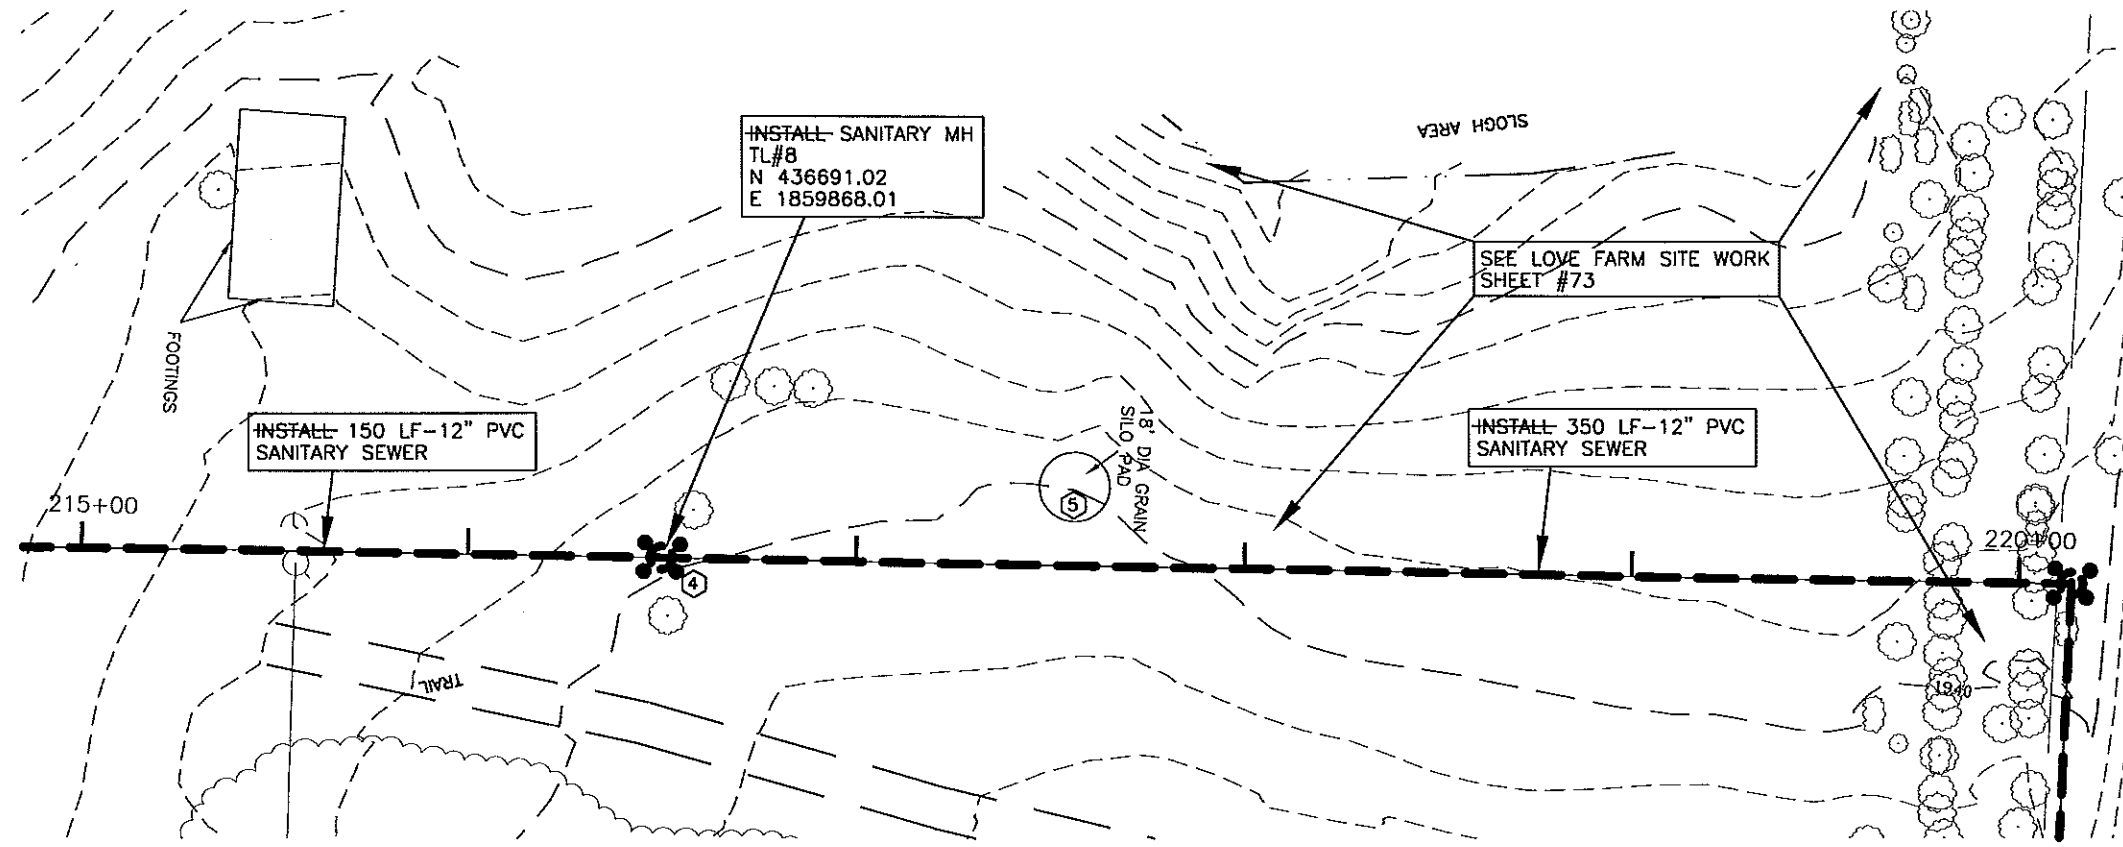 SLOGH AREA
INSTALL SANITARY MH
TL#8
N 436691.02
E 1859868.01
SEE LOVE FARM SITE WORK
SHEET #73
FOOTINGS
INSTALL 150 LF-12" PVC
SANITARY SEWER
18' DIA GRAIN
SILO PAD
INSTALL 350 LF-12" PVC
SANITARY SEWER
215+00
5
220+00
4
TRAIL
1940